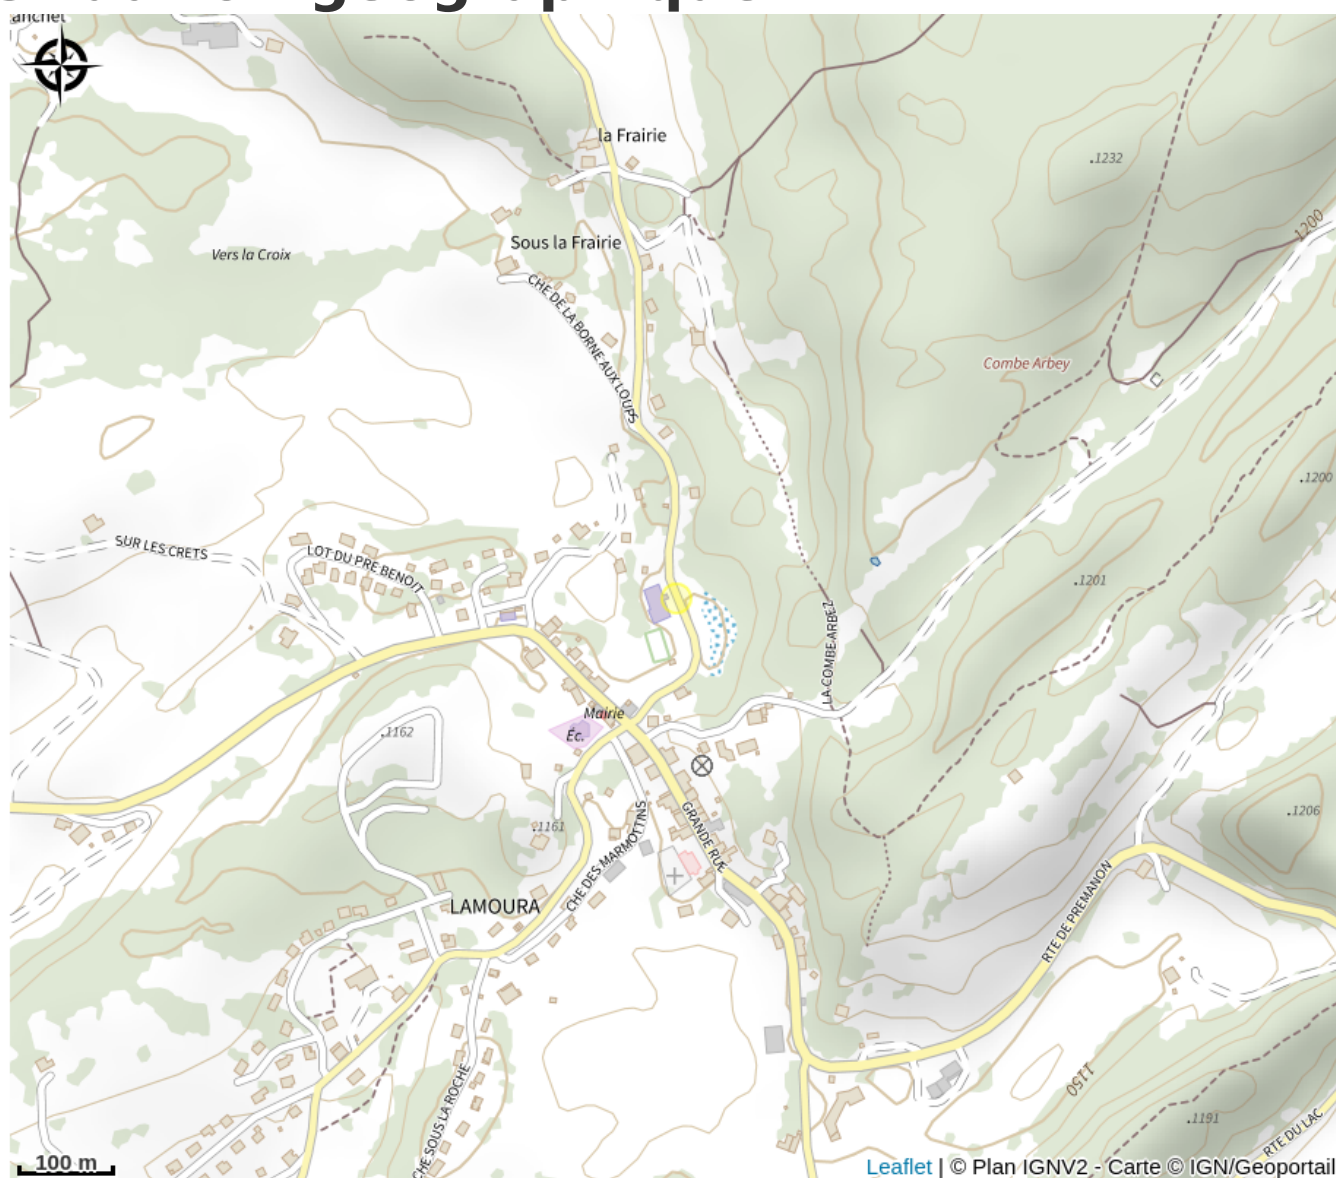 anchet
la Frairie
.1232
1200
Sous la Frairie
Vers la Croix
CHE DE LA BORNE AUX LOUPS
Combe Arbey
.1200
SUR LES CRETS
LOT DU PRE BENOIT
.1201
LA COMBE ARBEZ
Mairie
Éc.
.1162
.1161
GRANDE RUE
CHE DES MARMOTTINS
.1206
LAMOURA
RTE DE PREMANON
1150
CHE SOUS LA ROCHE
.1191
RTE DU LAC
100 m
Leaflet | © Plan IGNV2 - Carte © IGN/Geoportail